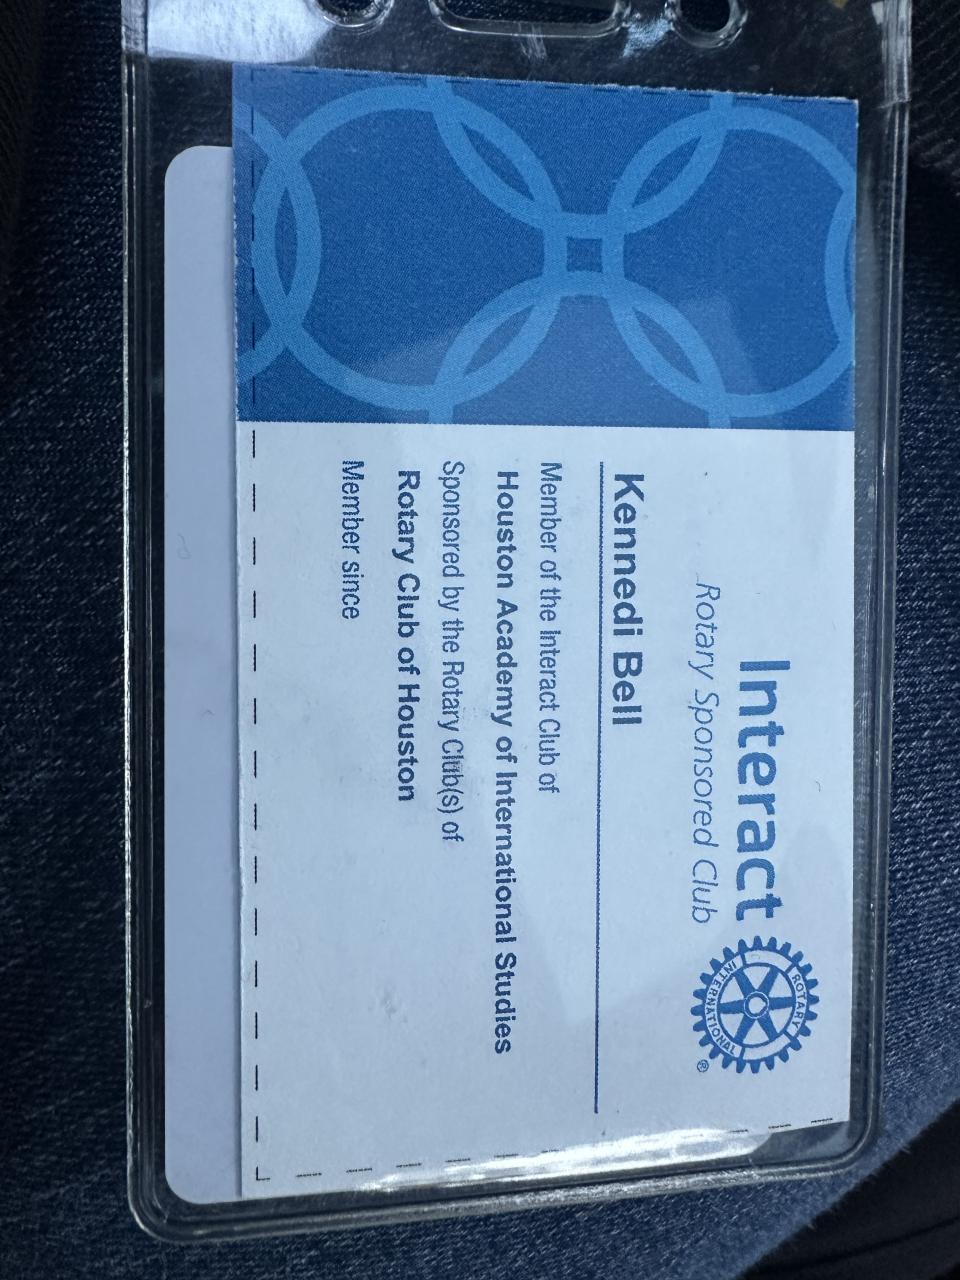 Interact
Rotary Sponsored Club
ROTARY
INTERNATIONAL
®
Kennedi Bell
Member of the Interact Club of
Houston Academy of International Studies
Sponsored by the Rotary Club(s) of
Rotary Club of Houston
Member since